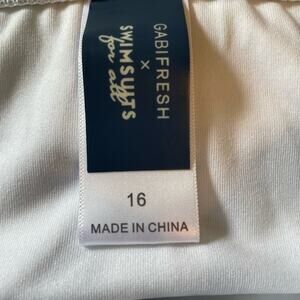 GABIFRESH
×
SWIMSUITS
for all
16
MADE IN CHINA